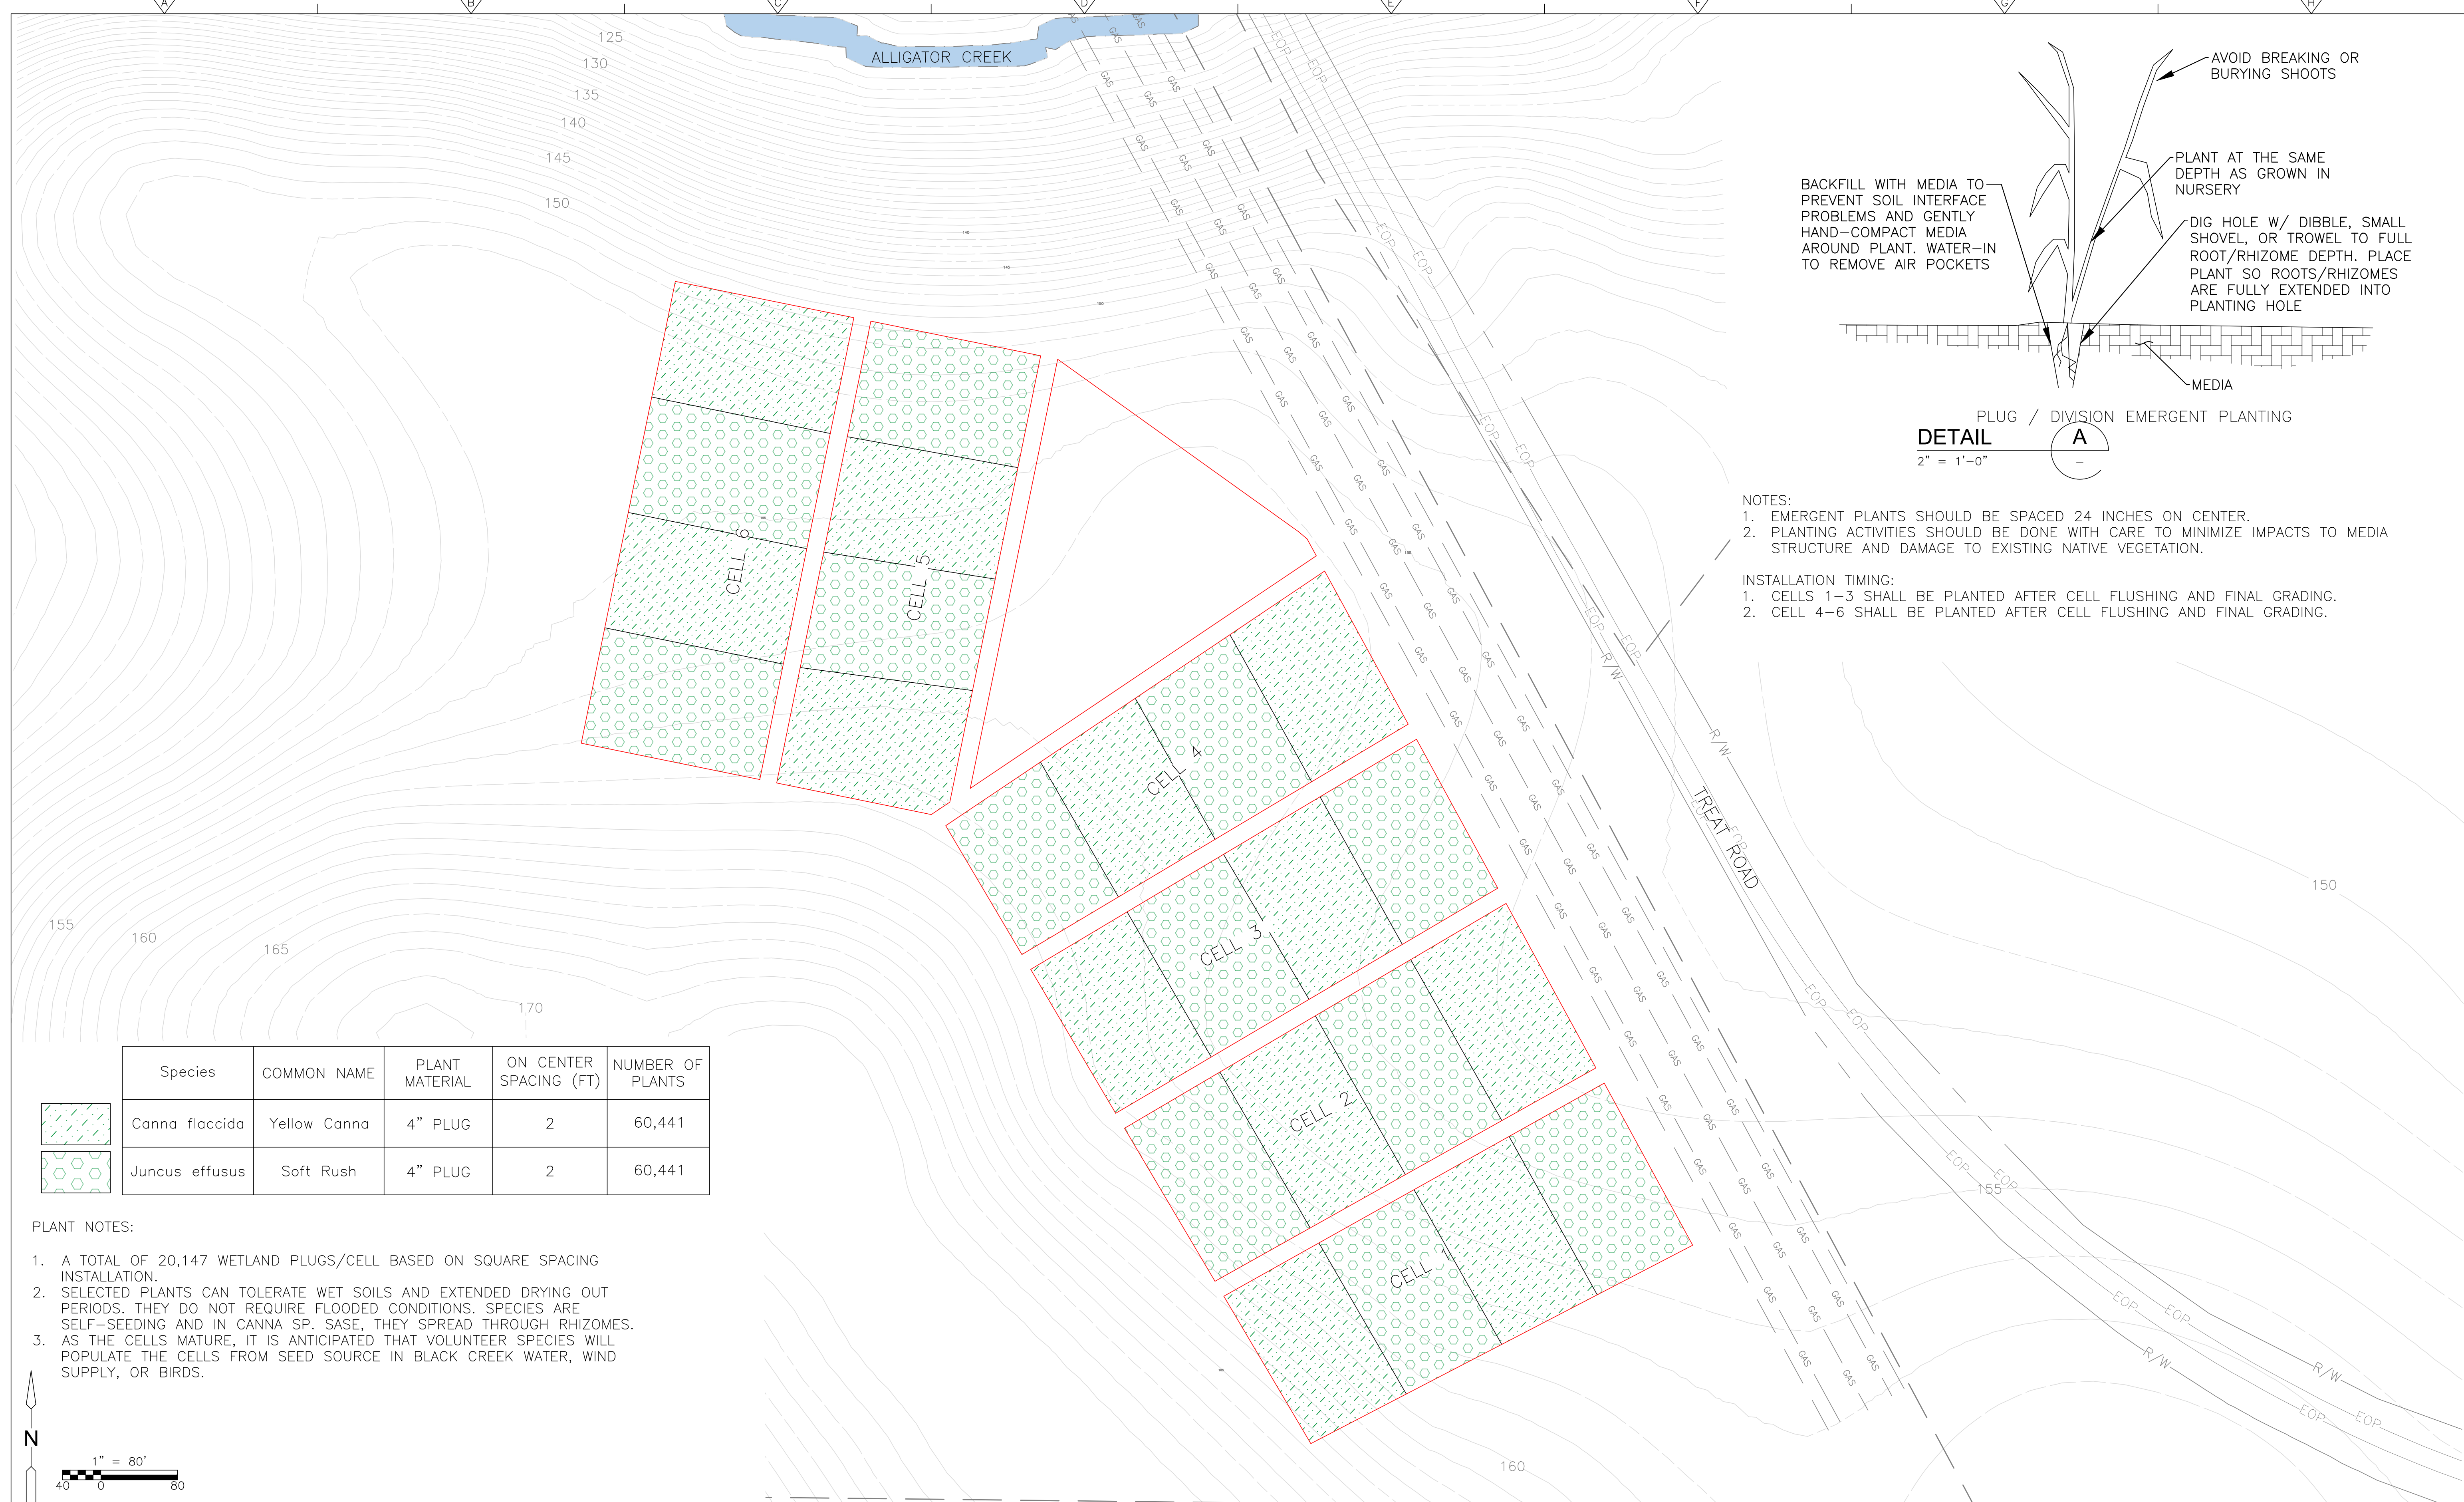 A
B
C
D
E
F
G
H
125
130
135
140
145
150
ALLIGATOR CREEK
GAS
EOP
R/W
TREAT ROAD
140
145
150
155
CELL 6
CELL 5
CELL 4
CELL 3
CELL 2
CELL 1
155
160
165
170
150
155
160
AVOID BREAKING OR
BURYING SHOOTS
PLANT AT THE SAME
DEPTH AS GROWN IN
NURSERY
BACKFILL WITH MEDIA TO
PREVENT SOIL INTERFACE
PROBLEMS AND GENTLY
HAND-COMPACT MEDIA
AROUND PLANT. WATER-IN
TO REMOVE AIR POCKETS
DIG HOLE W/ DIBBLE, SMALL
SHOVEL, OR TROWEL TO FULL
ROOT/RHIZOME DEPTH. PLACE
PLANT SO ROOTS/RHIZOMES
ARE FULLY EXTENDED INTO
PLANTING HOLE
MEDIA
PLUG / DIVISION EMERGENT PLANTING
DETAIL A
2" = 1'-0" -
NOTES:
1. EMERGENT PLANTS SHOULD BE SPACED 24 INCHES ON CENTER.
2. PLANTING ACTIVITIES SHOULD BE DONE WITH CARE TO MINIMIZE IMPACTS TO MEDIA
STRUCTURE AND DAMAGE TO EXISTING NATIVE VEGETATION.
INSTALLATION TIMING:
1. CELLS 1-3 SHALL BE PLANTED AFTER CELL FLUSHING AND FINAL GRADING.
2. CELL 4-6 SHALL BE PLANTED AFTER CELL FLUSHING AND FINAL GRADING.
Species COMMON NAME PLANT MATERIAL ON CENTER SPACING (FT) NUMBER OF PLANTS
Canna flaccida Yellow Canna 4" PLUG 2 60,441
Juncus effusus Soft Rush 4" PLUG 2 60,441
PLANT NOTES:
1. A TOTAL OF 20,147 WETLAND PLUGS/CELL BASED ON SQUARE SPACING
INSTALLATION.
2. SELECTED PLANTS CAN TOLERATE WET SOILS AND EXTENDED DRYING OUT
PERIODS. THEY DO NOT REQUIRE FLOODED CONDITIONS. SPECIES ARE
SELF-SEEDING AND IN CANNA SP. SASE, THEY SPREAD THROUGH RHIZOMES.
3. AS THE CELLS MATURE, IT IS ANTICIPATED THAT VOLUNTEER SPECIES WILL
POPULATE THE CELLS FROM SEED SOURCE IN BLACK CREEK WATER, WIND
SUPPLY, OR BIRDS.
N
1" = 80'
40 0 80